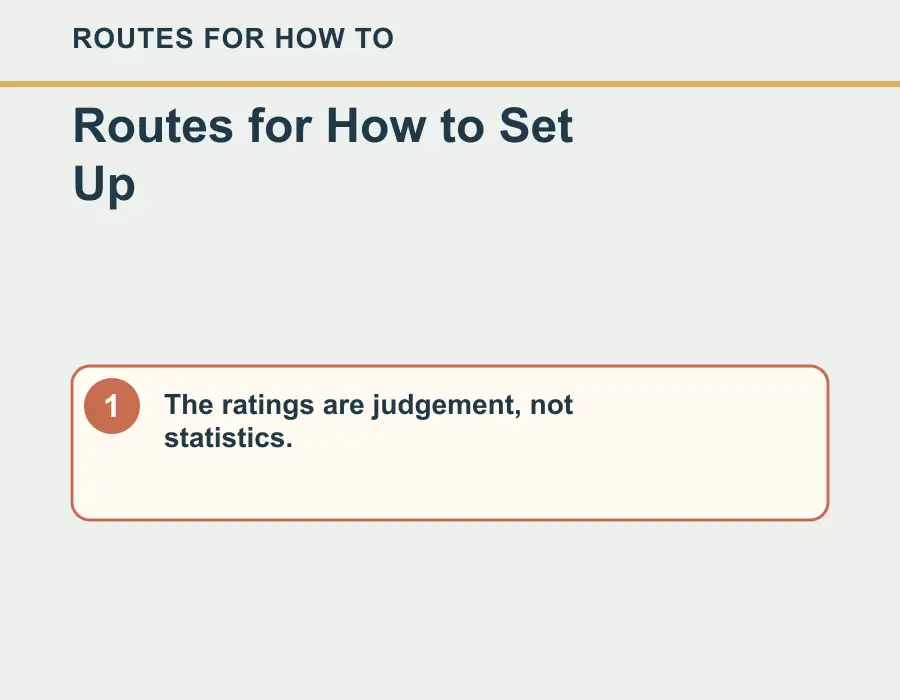 ROUTES FOR HOW TO
Routes for How to Set
Up
1
The ratings are judgement, not
statistics.